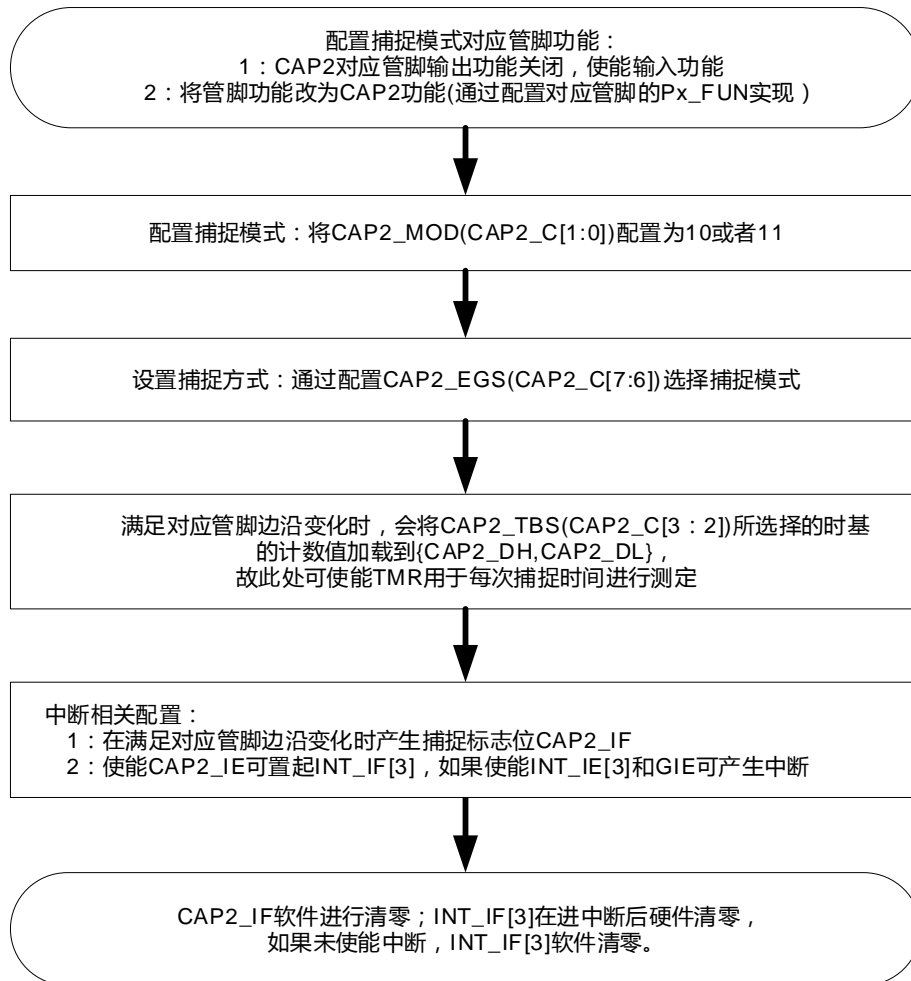 配置捕捉模式对应管脚功能：
1：CAP2对应管脚输出功能关闭，使能输入功能
2：将管脚功能改为CAP2功能(通过配置对应管脚的Px_FUN实现）
配置捕捉模式：将CAP2_MOD(CAP2_C[1:0])配置为10或者11
设置捕捉方式：通过配置CAP2_EGS(CAP2_C[7:6])选择捕捉模式
满足对应管脚边沿变化时，会将CAP2_TBS(CAP2_C[3：2])所选择的时基
的计数值加载到{CAP2_DH,CAP2_DL}，
故此处可使能TMR用于每次捕捉时间进行测定
中断相关配置：
1：在满足对应管脚边沿变化时产生捕捉标志位CAP2_IF
2：使能CAP2_IE可置起INT_IF[3]，如果使能INT_IE[3]和GIE可产生中断
CAP2_IF软件进行清零；INT_IF[3]在进中断后硬件清零，
如果未使能中断，INT_IF[3]软件清零。